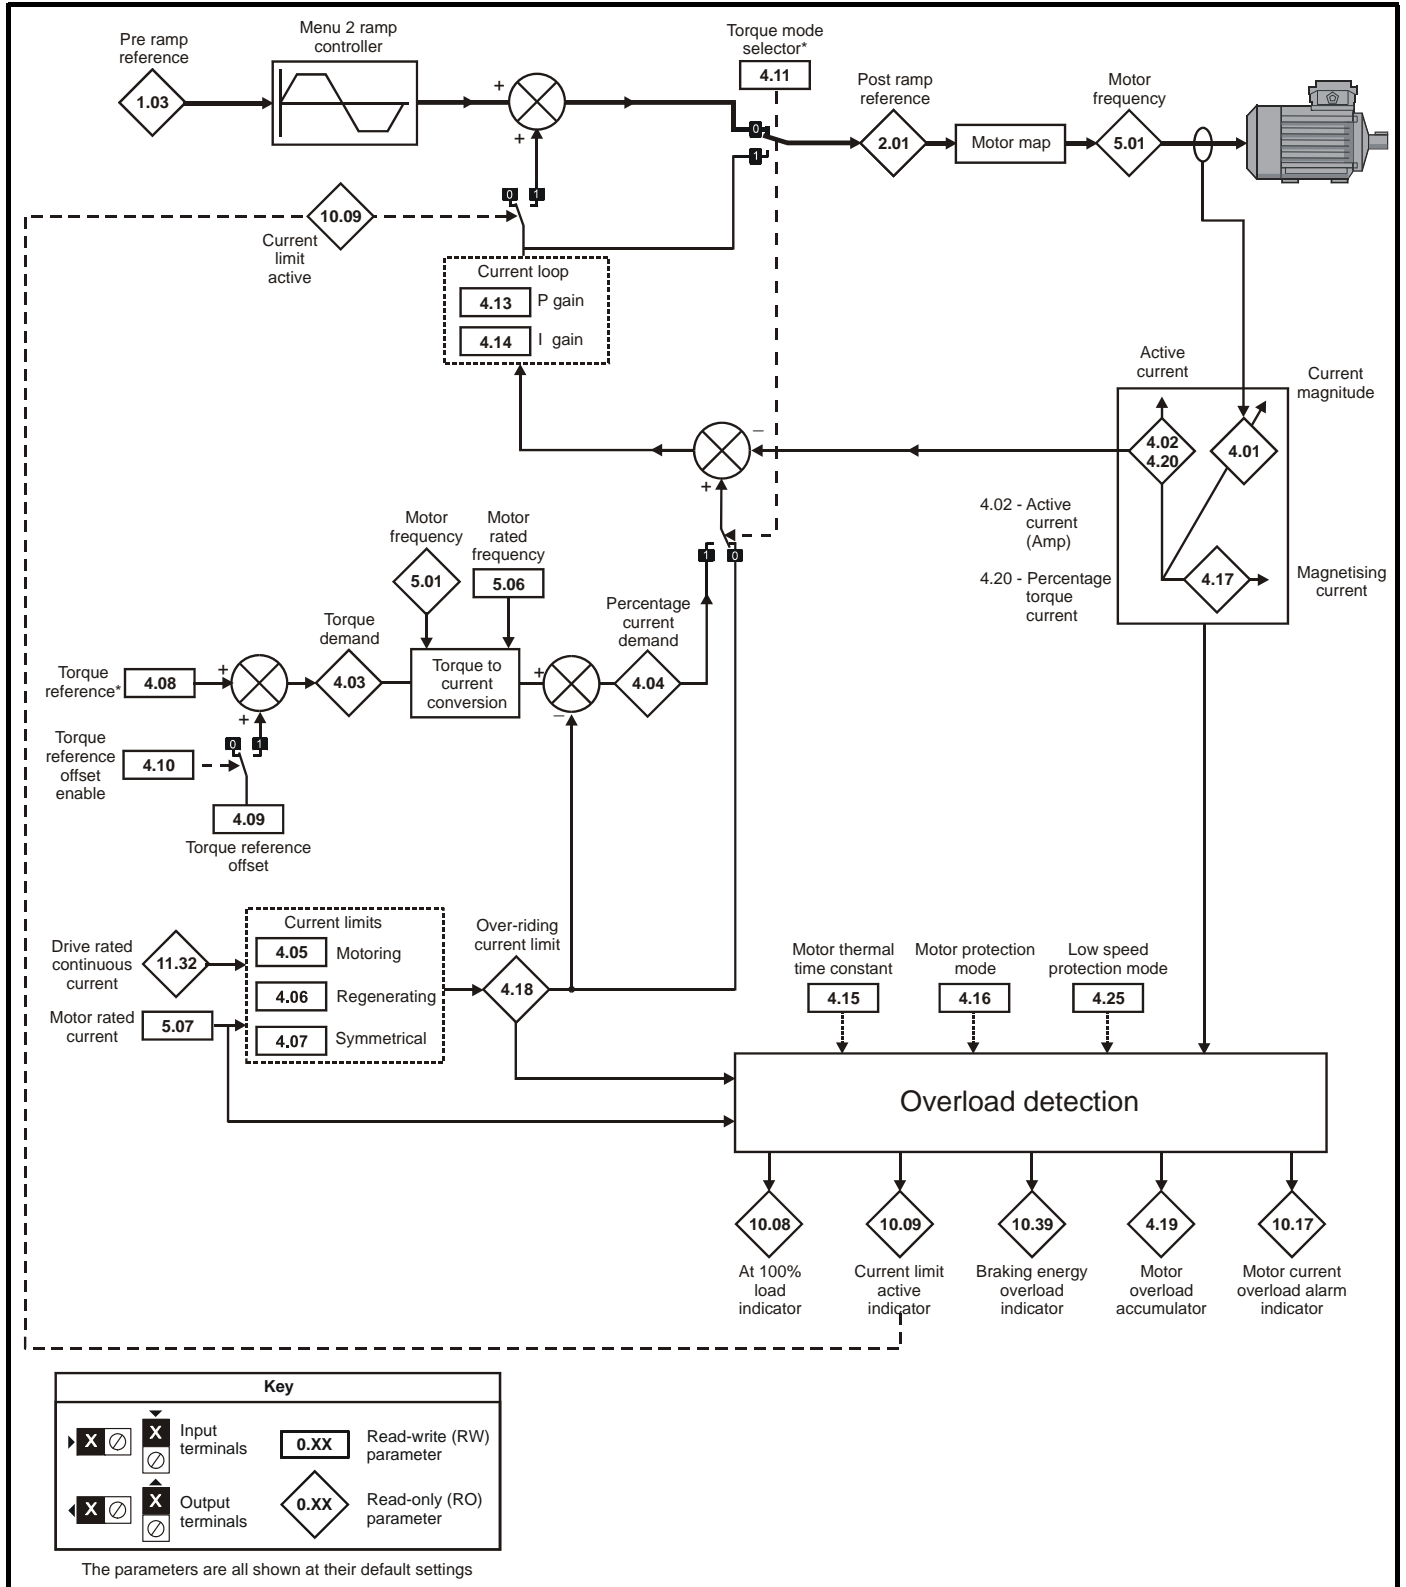 Pre ramp
reference
1.03
Menu 2 ramp
controller
+
+
Torque mode
selector*
4.11
0
1
Post ramp
reference
2.01
Motor map
Motor
frequency
5.01
10.09
Current
limit
active
0
1
Current loop
4.13
P gain
4.14
I gain
Active
current
Current
magnitude
4.02
4.20
4.01
4.02 - Active
current
(Amp)
4.20 - Percentage
torque
current
4.17
Magnetising
current
–
+
1
0
Motor
frequency
5.01
Motor
rated
frequency
5.06
Percentage
current
demand
4.04
Torque
demand
4.03
Torque to
current
conversion
+
–
Torque
reference*
4.08
+
+
0
1
Torque
reference
offset
enable
4.10
4.09
Torque reference
offset
Drive rated
continuous
current
11.32
Motor rated
current
5.07
Current limits
4.05
Motoring
4.06
Regenerating
4.07
Symmetrical
Over-riding
current limit
4.18
Motor thermal
time constant
4.15
Motor protection
mode
4.16
Low speed
protection mode
4.25
Overload detection
10.08
At 100%
load
indicator
10.09
Current limit
active
indicator
10.39
Braking energy
overload
indicator
4.19
Motor
overload
accumulator
10.17
Motor current
overload alarm
indicator
Key
X
X
Input
terminals
0.XX
Read-write (RW)
parameter
X
X
Output
terminals
0.XX
Read-only (RO)
parameter
The parameters are all shown at their default settings